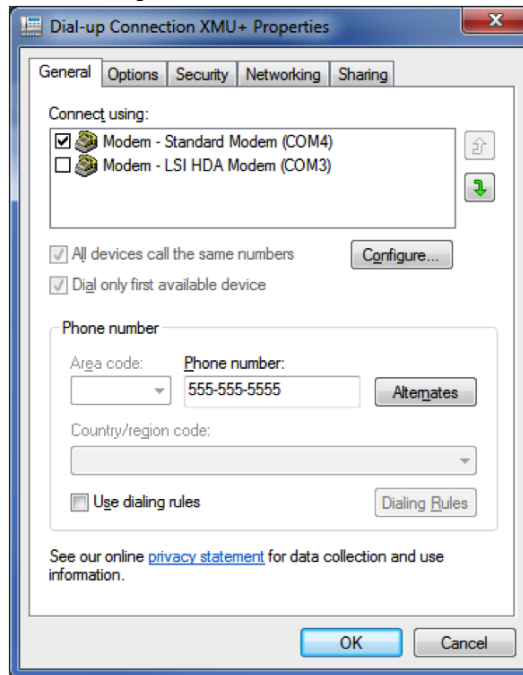 Dial-up Connection XMU+ Properties
General Options Security Networking Sharing
Connect using:
Modem - Standard Modem (COM4)
Modem - LSI HDA Modem (COM3)
All devices call the same numbers
Configure...
Dial only first available device
Phone number
Area code: Phone number:
555-555-5555
Alternates
Country/region code:
Use dialing rules
Dialing Rules
See our online privacy statement for data collection and use
information.
OK Cancel